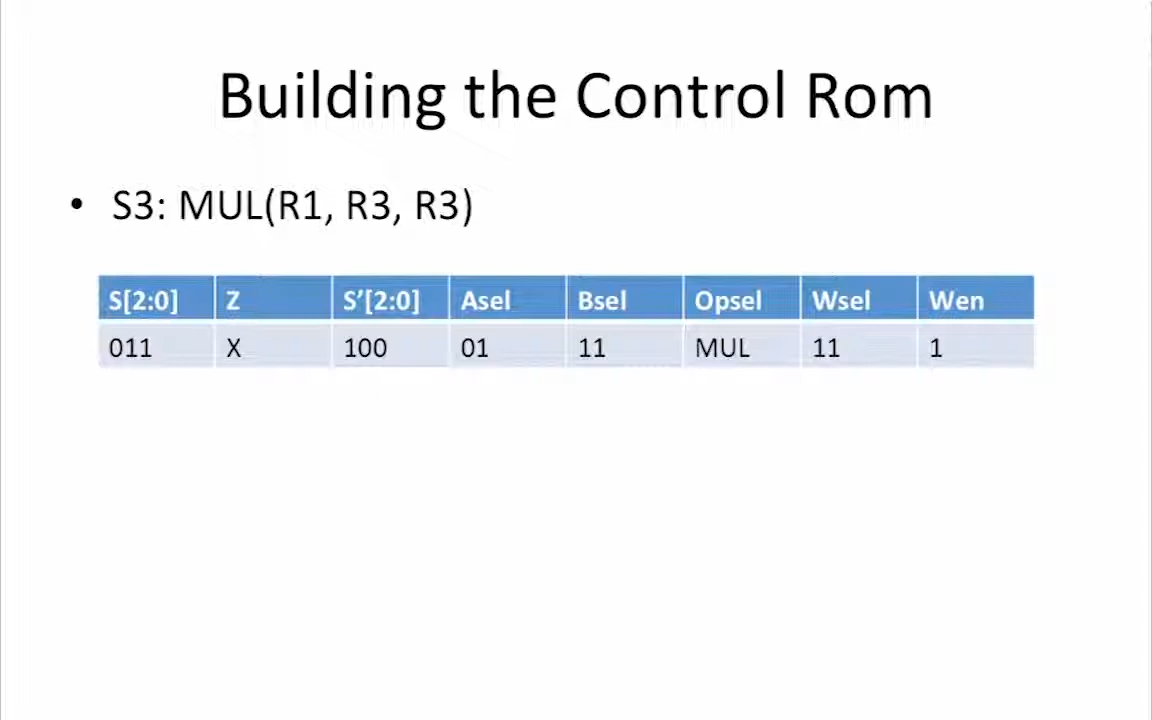 Building the Control Rom
• S3: MUL(R1, R3, R3)
S[2:0] Z S’[2:0] Asel Bsel Opsel Wsel Wen
011 X 100 01 11 MUL 11 1